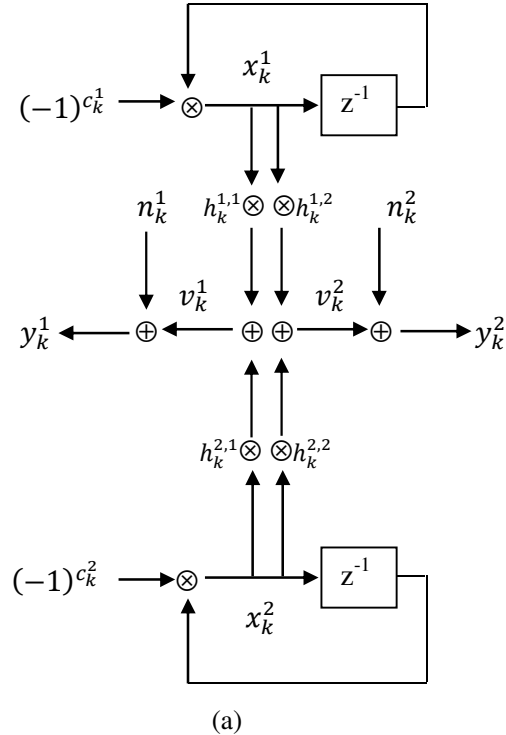 x_k^1
(-1)^{c_k^1} ⊗ z^{-1}
n_k^1 h_k^{1,1} ⊗ ⊗ h_k^{1,2} n_k^2
v_k^1 v_k^2
y_k^1 ⊕ ⊕ ⊕ ⊕ y_k^2
h_k^{2,1} ⊗ ⊗ h_k^{2,2}
(-1)^{c_k^2} ⊗ z^{-1}
x_k^2
(a)